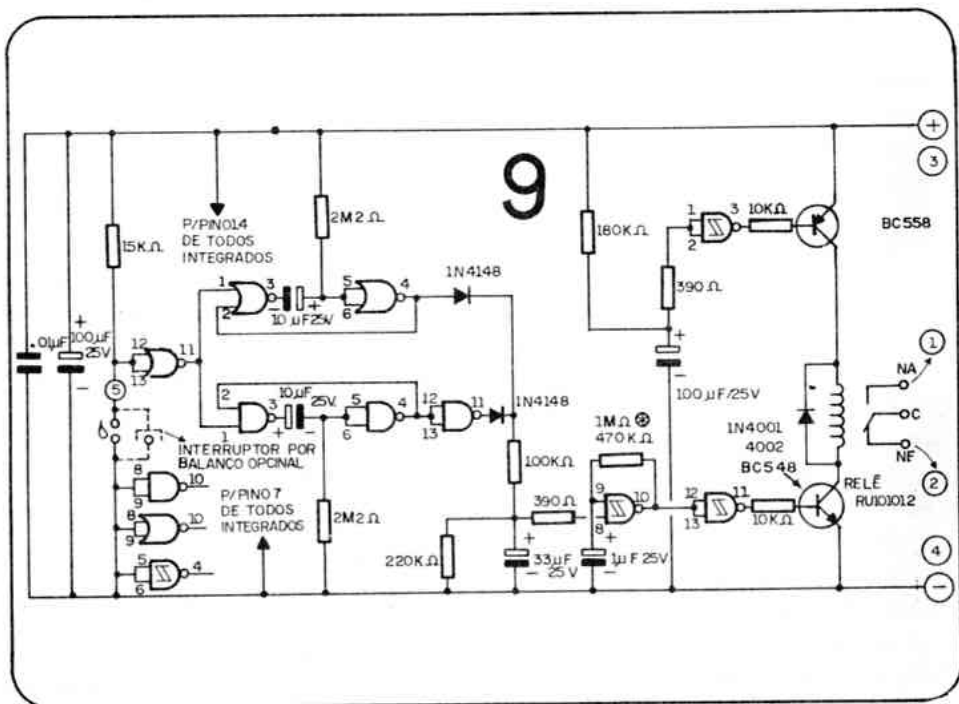 9
+
3
P/PINO14
DE TODOS
INTEGRADOS
15KΩ
2M2Ω
180KΩ
1
2
3
10KΩ
BC558
390Ω
1N4148
1
2
3
-
+
10µF25V
5
6
4
.01µF
+
100µF
25V
-
12
13
11
5
INTERRUPTOR POR
BALANCO OPCINAL
2
1
3
10µF
25V.
+
-
5
6
4
12
13
11
1N4148
+
-
100µF/25V
1
NA
C
NF
2
1N4001
4002
BC548
RELÊ
RU101012
1MΩ
470KΩ
100KΩ
390Ω
9
8
10
12
13
11
10KΩ
8
9
10
P/PINO 7
DE TODOS
INTEGRADOS
8
9
10
5
6
4
2M2Ω
220KΩ
+
33µF
-
25V
+
-
1µF 25V
4
-